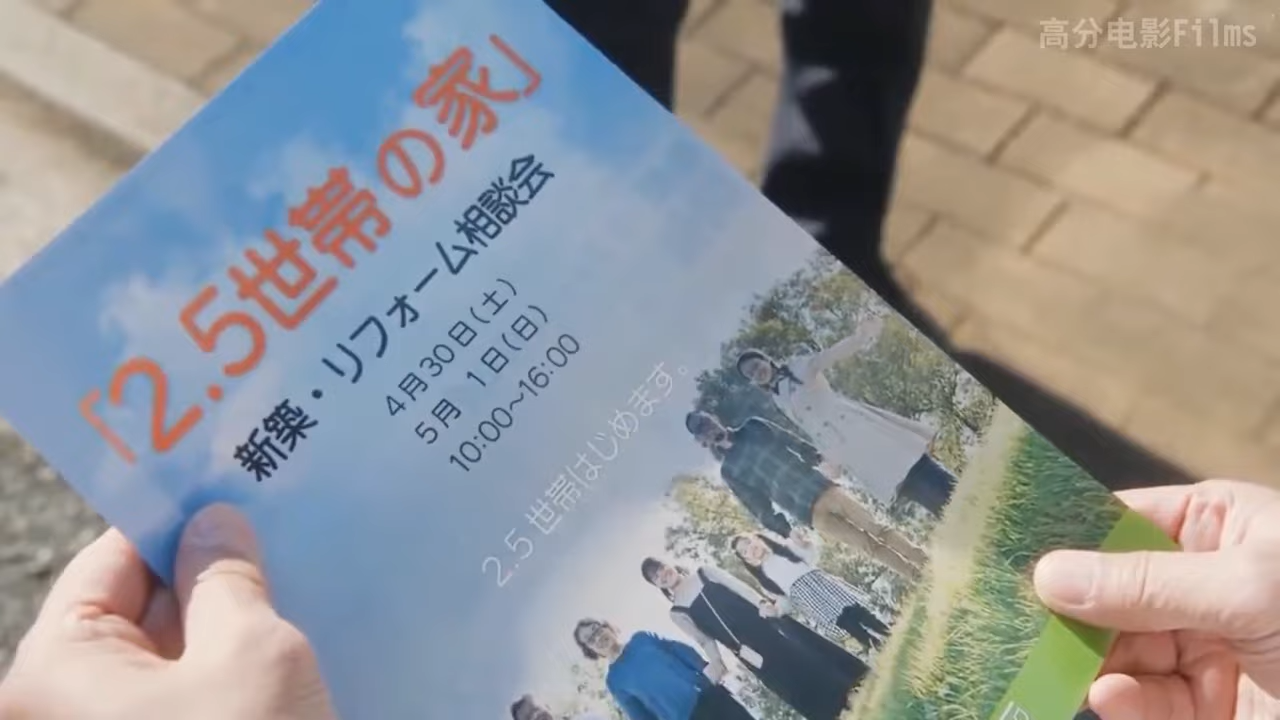 高分电影Films
「2.5世帯の家」
新築・リフォーム相談会
4月30日(土)
5月 1日(日)
10:00~16:00
2.5 世帯はじめます。